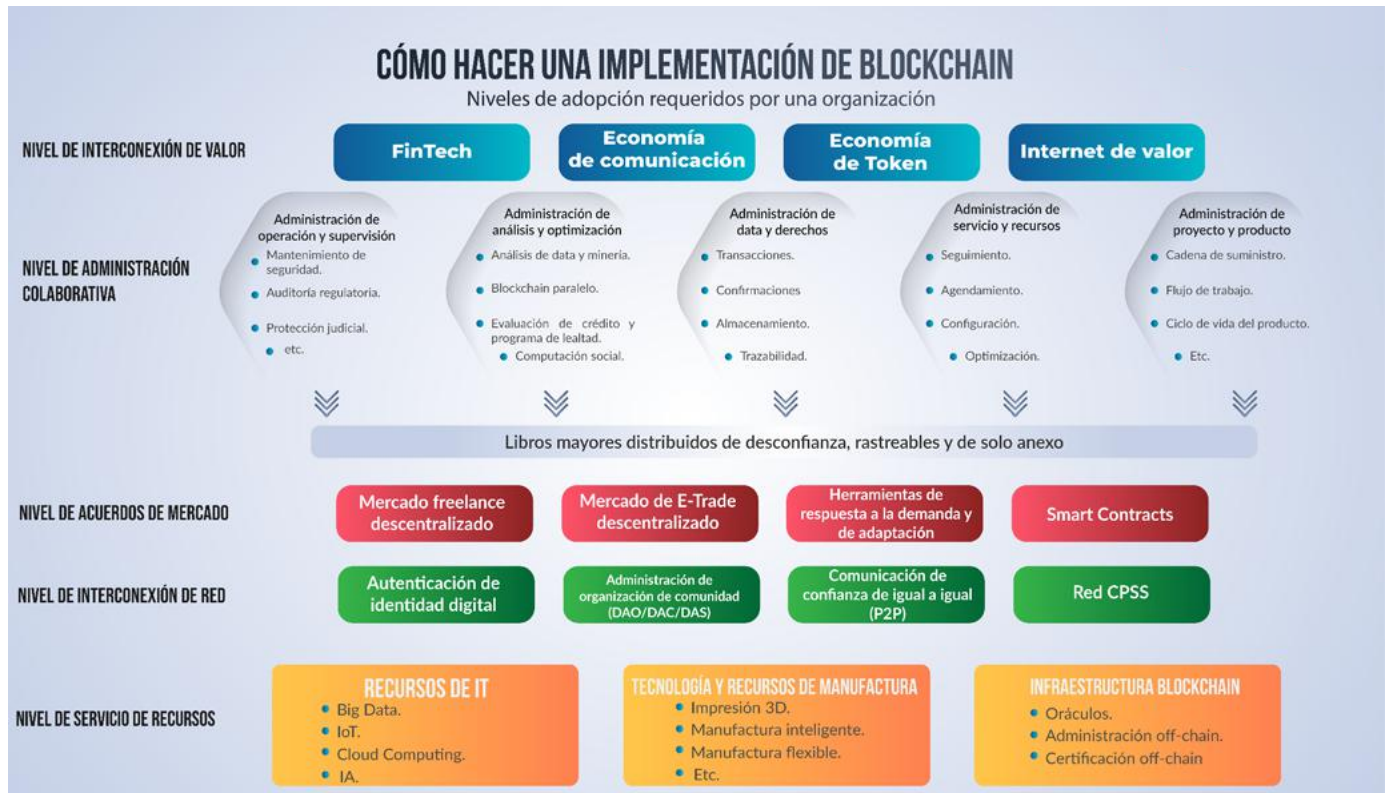 CÓMO HACER UNA IMPLEMENTACIÓN DE BLOCKCHAIN
Niveles de adopción requeridos por una organización
NIVEL DE INTERCONEXIÓN DE VALOR
FinTech
Economía
de comunicación
Economía
de Token
Internet de valor
NIVEL DE ADMINISTRACIÓN
COLABORATIVA
Administración de
operación y supervisión
Mantenimiento de
seguridad.
Auditoría regulatoria.
Protección judicial.
etc.
Administración de
análisis y optimización
Análisis de data y minería.
Blockchain paralelo.
Evaluación de crédito y
programa de lealtad.
Computación social.
Administración de
data y derechos
Transacciones.
Confirmaciones
Almacenamiento.
Trazabilidad.
Administración de
servicio y recursos
Seguimiento.
Agendamiento.
Configuración.
Optimización.
Administración de
proyecto y producto
Cadena de suministro.
Flujo de trabajo.
Ciclo de vida del producto.
Etc.
Libros mayores distribuidos de desconfianza, rastreables y de solo anexo
NIVEL DE ACUERDOS DE MERCADO
Mercado freelance
descentralizado
Mercado de E-Trade
descentralizado
Herramientas de
respuesta a la demanda y
de adaptación
Smart Contracts
NIVEL DE INTERCONEXIÓN DE RED
Autenticación de
identidad digital
Administración de
organización de comunidad
(DAO/DAC/DAS)
Comunicación de
confianza de igual a igual
(P2P)
Red CPSS
NIVEL DE SERVICIO DE RECURSOS
RECURSOS DE IT
Big Data.
IoT.
Cloud Computing.
IA.
TECNOLOGÍA Y RECURSOS DE MANUFACTURA
Impresión 3D.
Manufactura inteligente.
Manufactura flexible.
Etc.
INFRAESTRUCTURA BLOCKCHAIN
Oráculos.
Administración off-chain.
Certificación off-chain